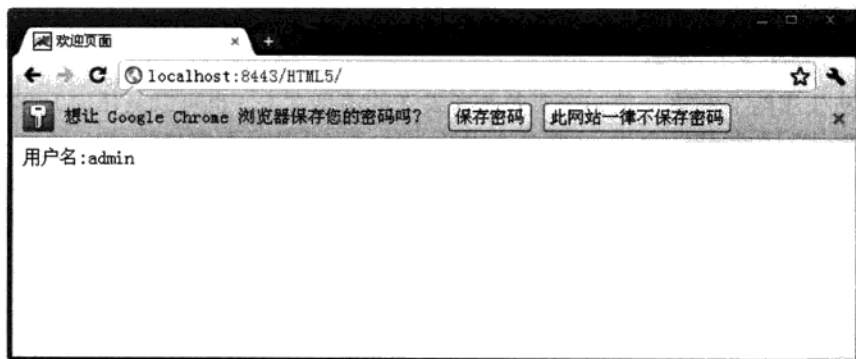 欢迎页面
localhost:8443/HTML5/
想让 Google Chrome 浏览器保存您的密码吗? 保存密码 此网站一律不保存密码
用户名:admin